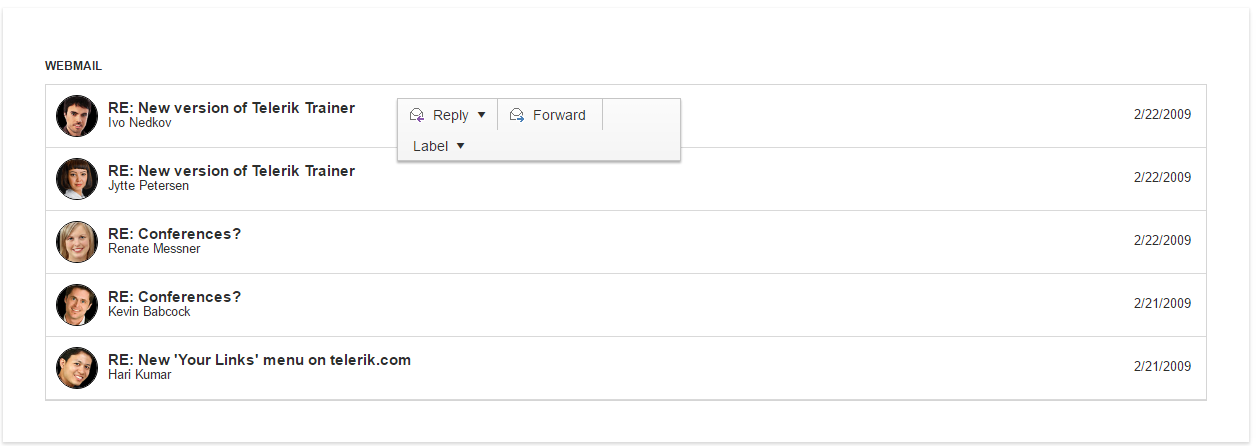 WEBMAIL
RE: New version of Telerik Trainer
Ivo Nedkov
Reply
Forward
2/22/2009
Label
RE: New version of Telerik Trainer
Jytte Petersen
2/22/2009
RE: Conferences?
Renate Messner
2/22/2009
RE: Conferences?
Kevin Babcock
2/21/2009
RE: New 'Your Links' menu on telerik.com
Hari Kumar
2/21/2009